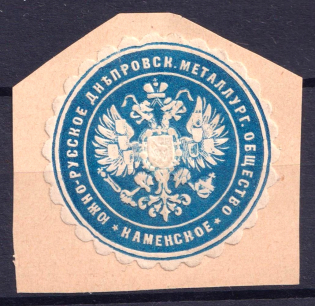 ЮЖНО-РУССКОЕ ДНѢПРОВСК. МЕТАЛЛУРГ. ОБЩЕСТВО
* КАМЕНСКОЕ *